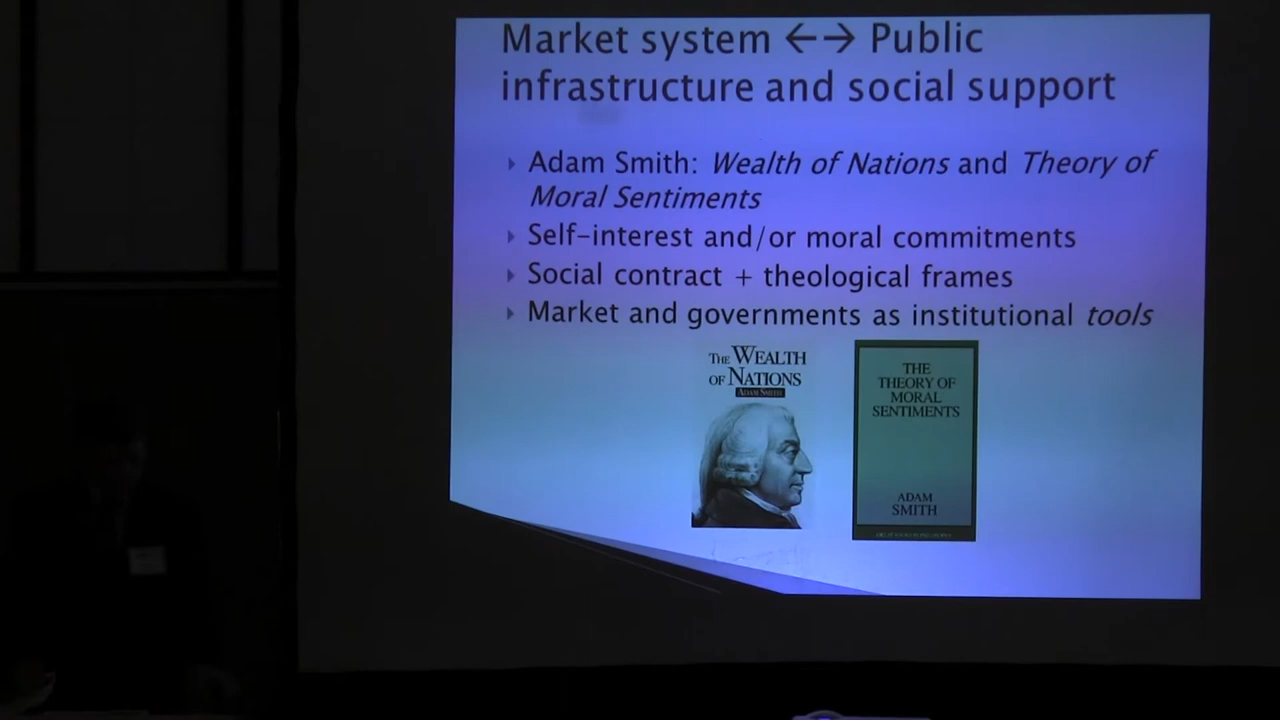 Market system ←→ Public
infrastructure and social support
Adam Smith: Wealth of Nations and Theory of
Moral Sentiments
Self-interest and/or moral commitments
Social contract + theological frames
Market and governments as institutional tools
THE WEALTH
OF NATIONS
ADAM SMITH
THE
THEORY OF
MORAL
SENTIMENTS
ADAM
SMITH